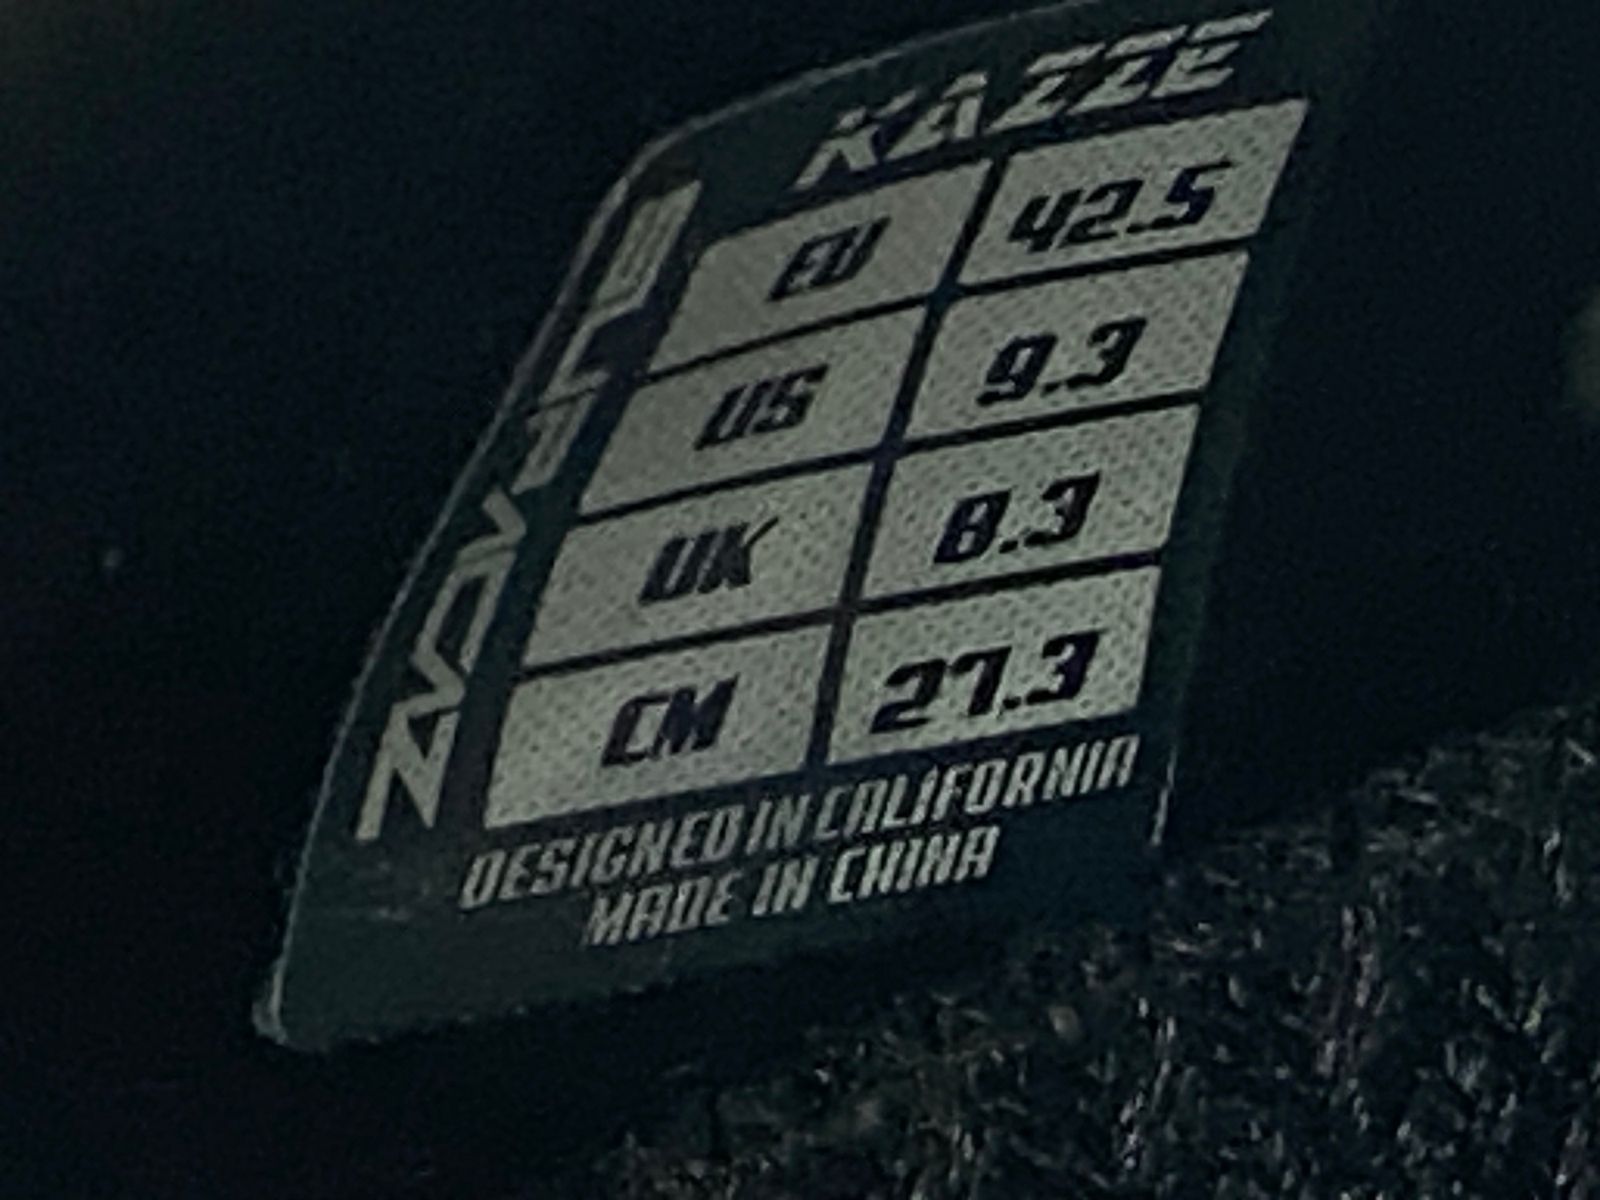 KAZZE
EU 42.5
US 9.3
UK 8.3
CM 27.3
DESIGNED IN CALIFORNIA
MADE IN CHINA